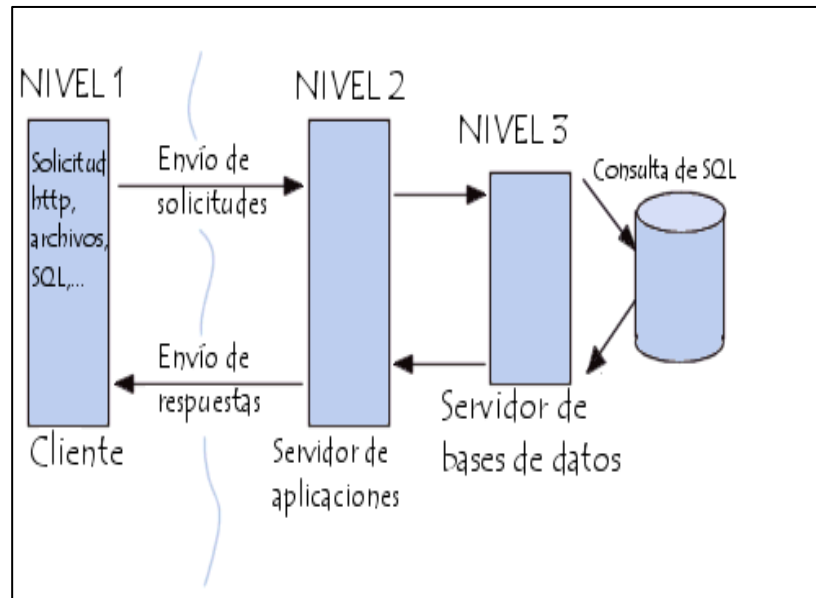 NIVEL 1
NIVEL 2
NIVEL 3
Solicitud
http,
archivos,
SQL,...
Envío de
solicitudes
Consulta de SQL
Envío de
respuestas
Cliente
Servidor de
aplicaciones
Servidor de
bases de datos